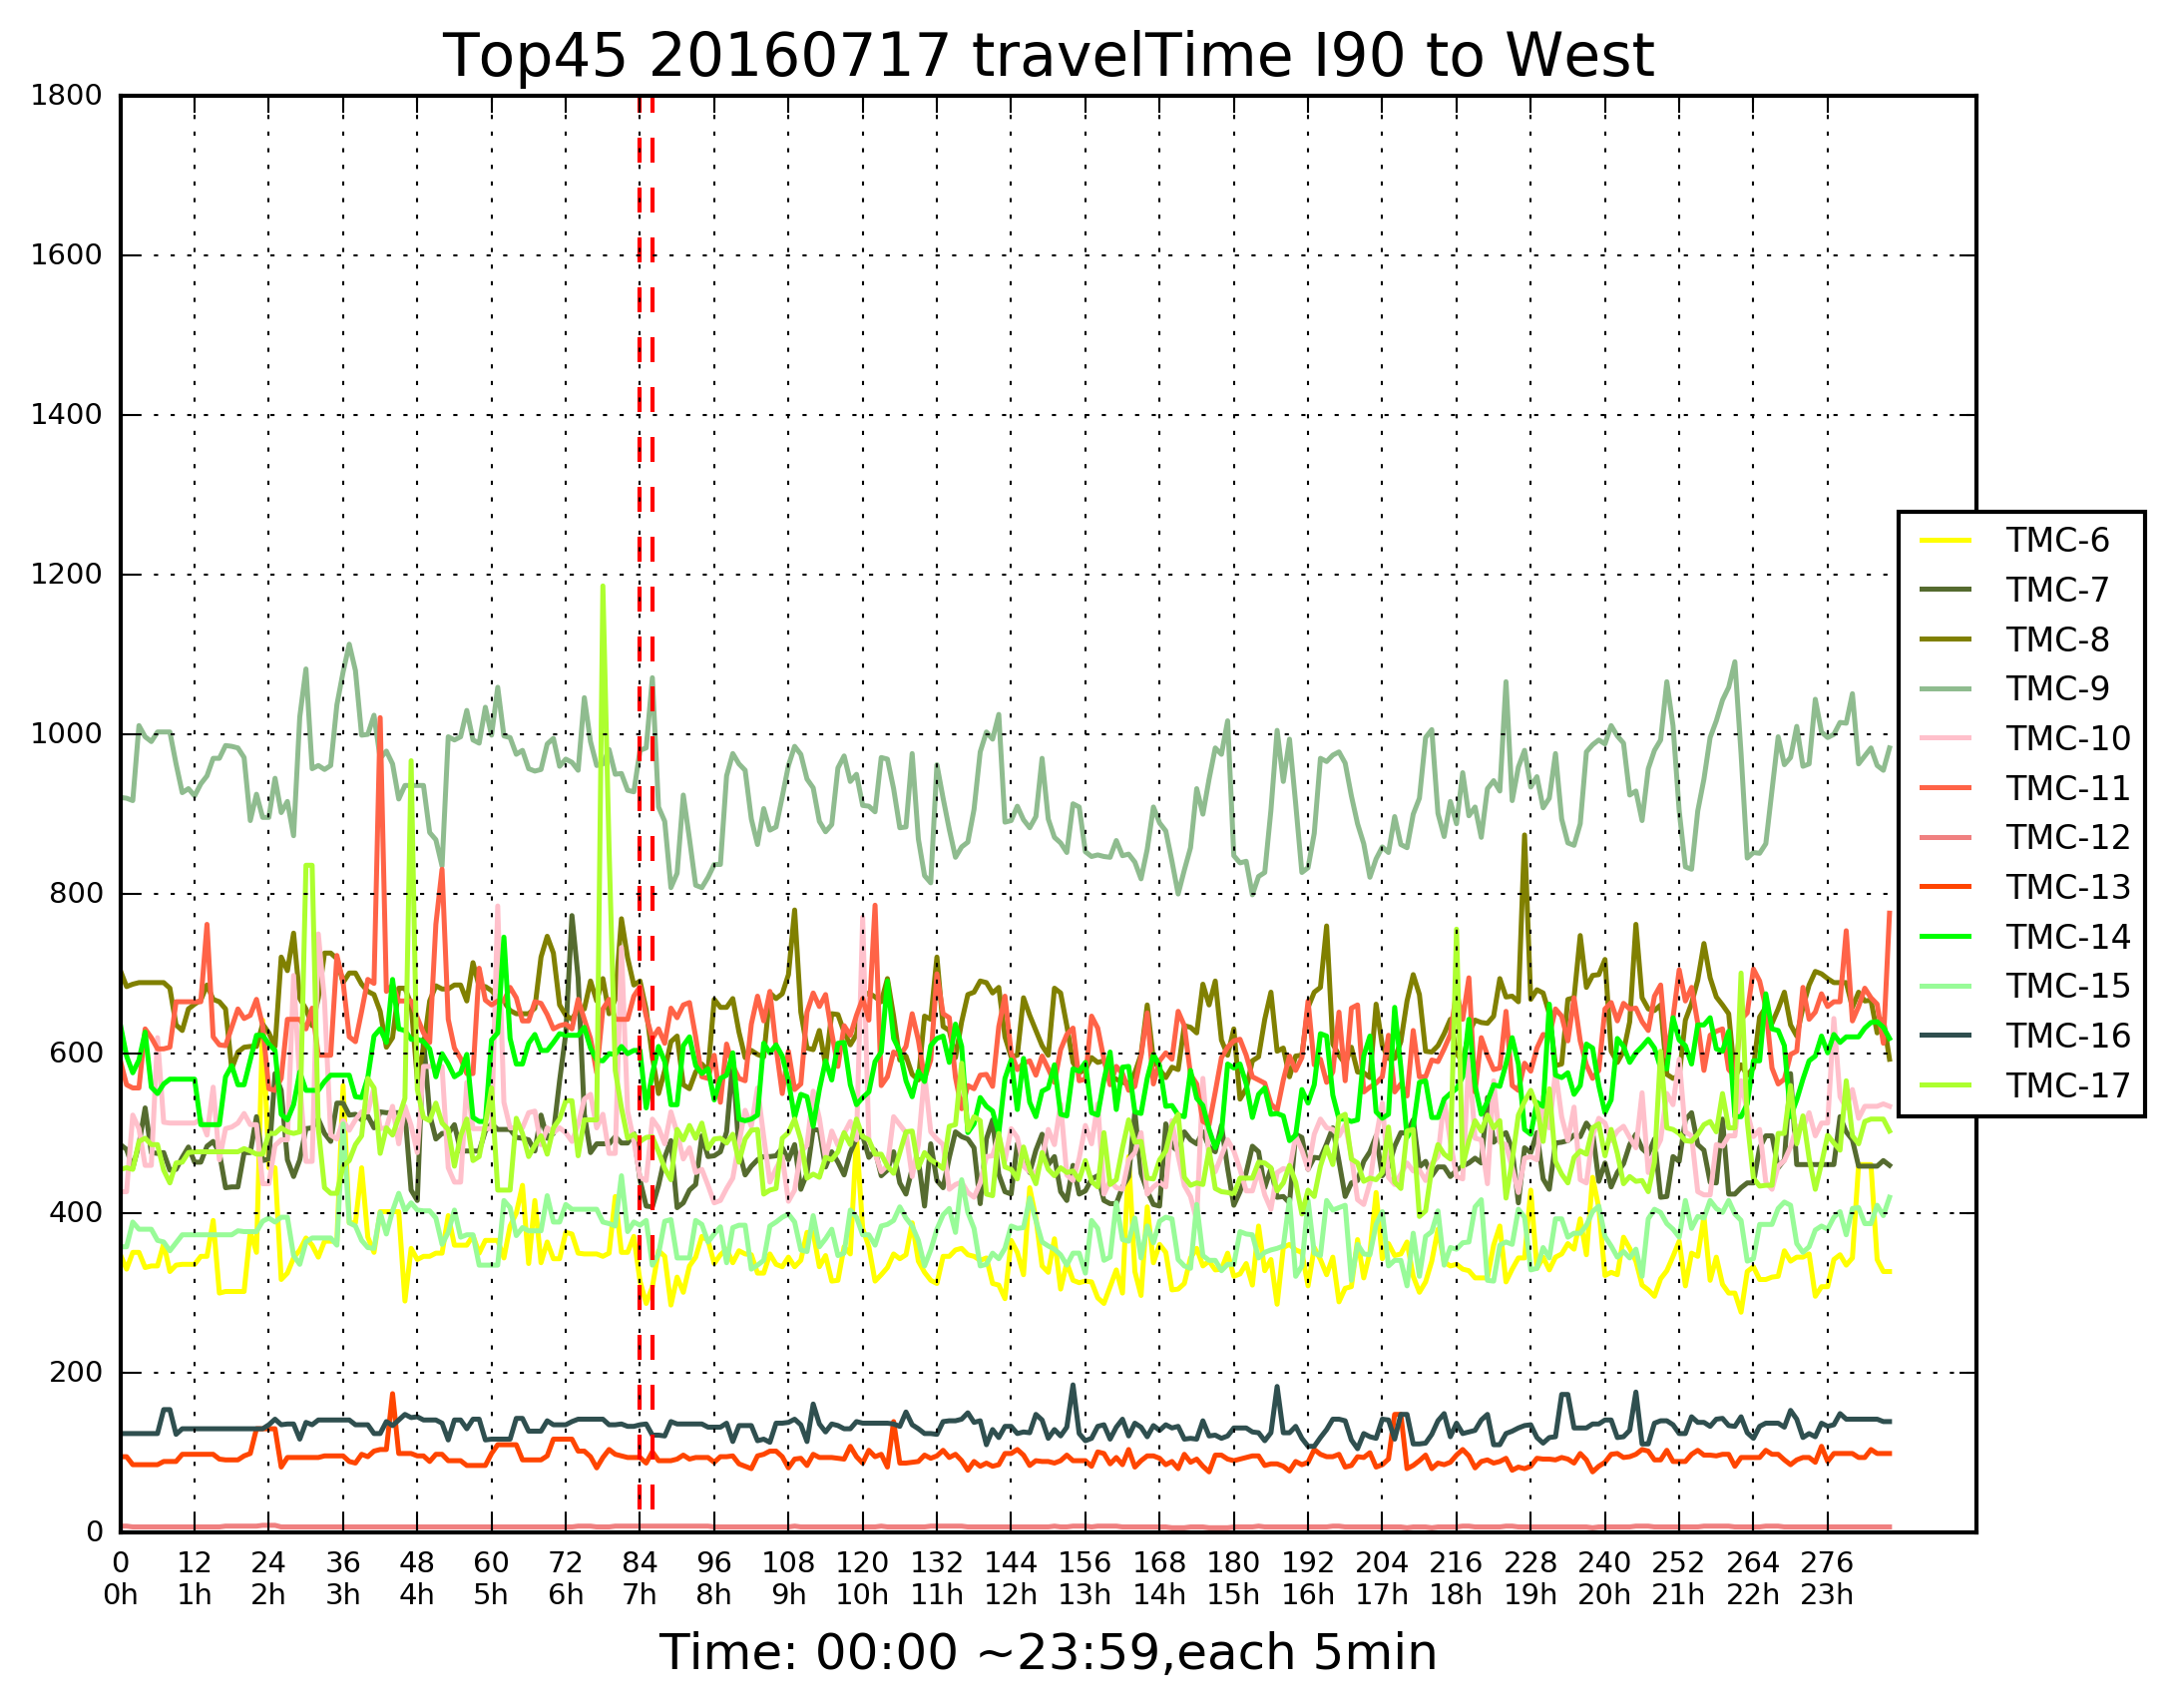 Top45 20160717 travelTime I90 to West
1800
1600
1400
1200
1000
800
600
400
200
0
TMC-6
TMC-7
TMC-8
TMC-9
TMC-10
TMC-11
TMC-12
TMC-13
TMC-14
TMC-15
TMC-16
TMC-17
0 12 24 36 48 60 72 84 96 108 120 132 144 156 168 180 192 204 216 228 240 252 264 276
0h 1h 2h 3h 4h 5h 6h 7h 8h 9h 10h 11h 12h 13h 14h 15h 16h 17h 18h 19h 20h 21h 22h 23h
Time: 00:00 ~23:59,each 5min